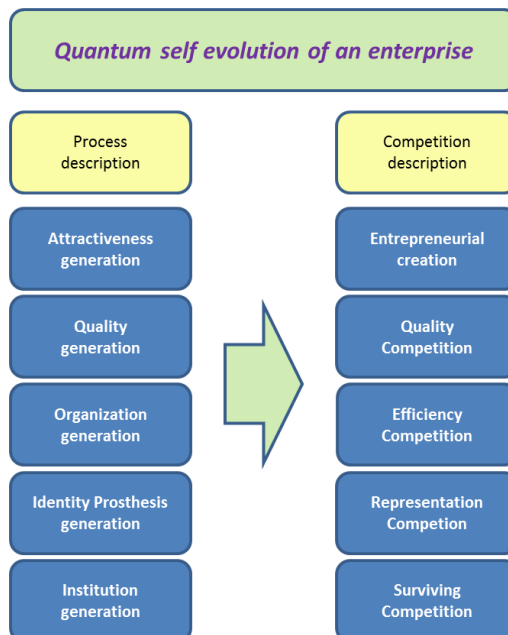 Quantum self evolution of an enterprise
Process
description
Competition
description
Attractiveness
generation
Entrepreneurial
creation
Quality
generation
Quality
Competition
Organization
generation
Efficiency
Competition
Identity Prosthesis
generation
Representation
Competion
Institution
generation
Surviving
Competition